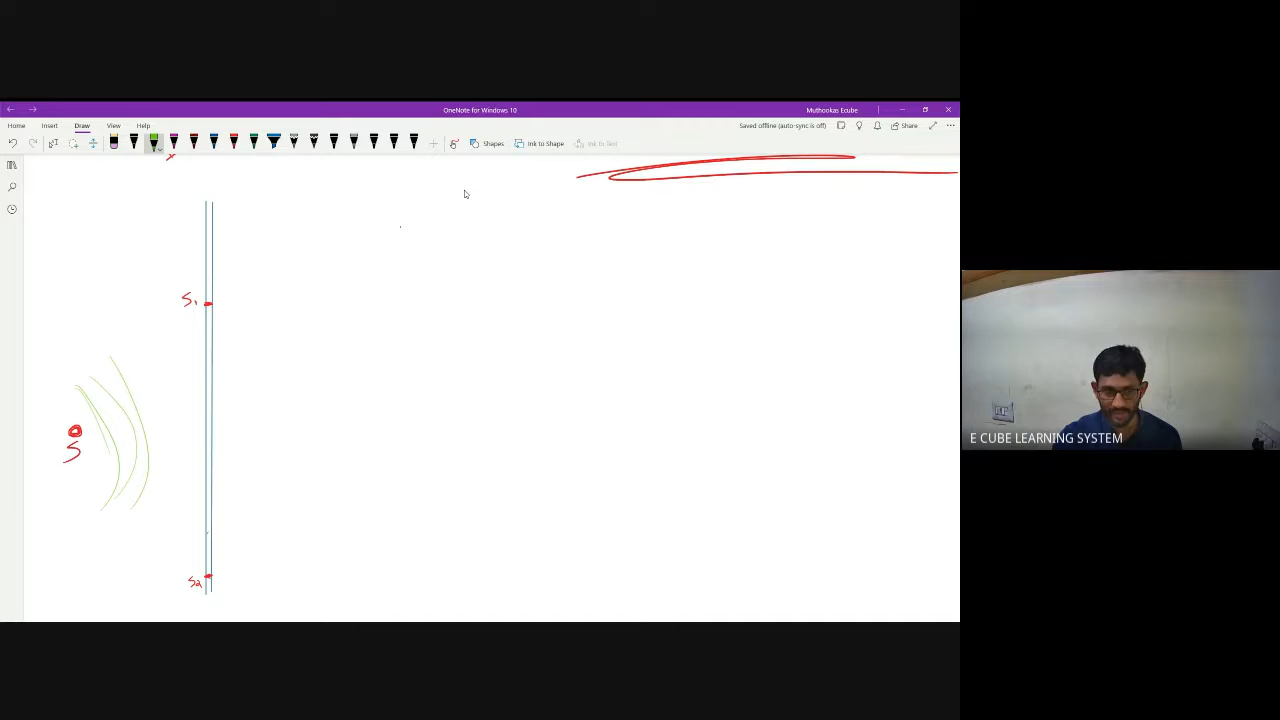 OneNote for Windows 10
Muthookas Ecube
Home Insert Draw View Help
Saved offline (auto-sync is off)
Share
Shapes
Ink to Shape
Ink to Text
S₁
S
S₂
E CUBE LEARNING SYSTEM